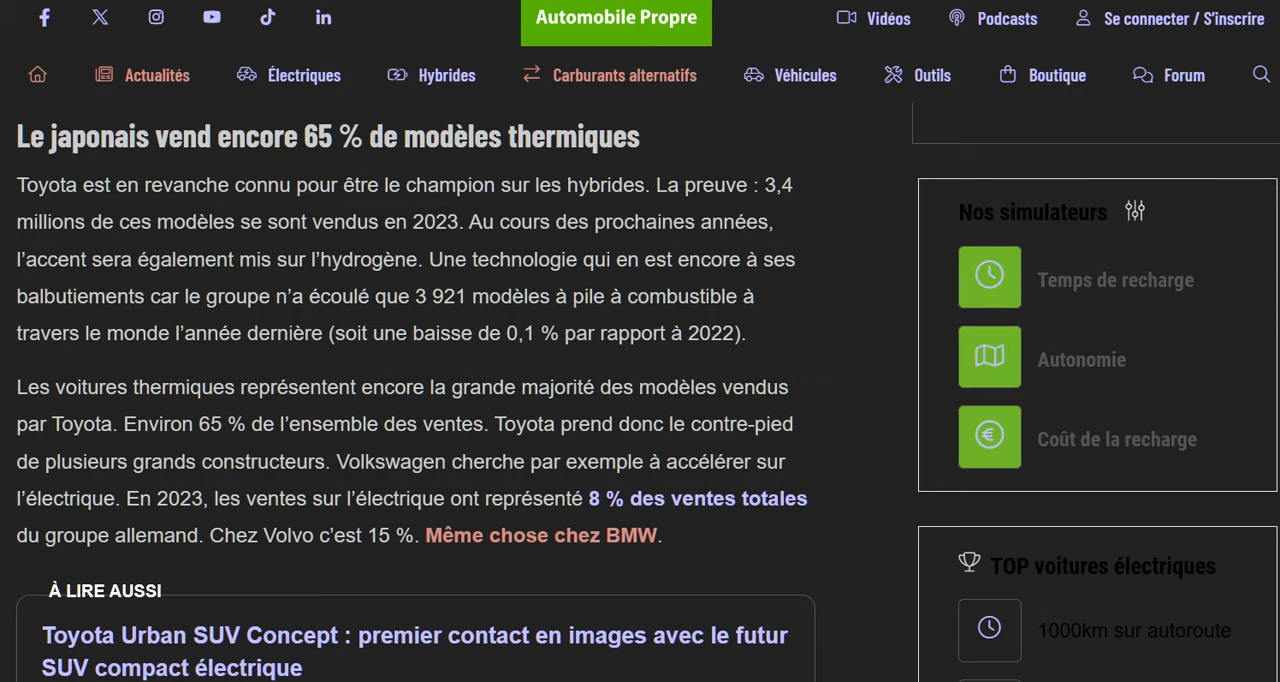 Automobile Propre
Vidéos
Podcasts
Se connecter / S'inscrire
Actualités
Électriques
Hybrides
Carburants alternatifs
Véhicules
Outils
Boutique
Forum
Le japonais vend encore 65 % de modèles thermiques
Toyota est en revanche connu pour être le champion sur les hybrides. La preuve : 3,4
millions de ces modèles se sont vendus en 2023. Au cours des prochaines années,
l’accent sera également mis sur l’hydrogène. Une technologie qui en est encore à ses
balbutiements car le groupe n’a écoulé que 3 921 modèles à pile à combustible à
travers le monde l’année dernière (soit une baisse de 0,1 % par rapport à 2022).
Les voitures thermiques représentent encore la grande majorité des modèles vendus
par Toyota. Environ 65 % de l’ensemble des ventes. Toyota prend donc le contre-pied
de plusieurs grands constructeurs. Volkswagen cherche par exemple à accélérer sur
l’électrique. En 2023, les ventes sur l’électrique ont représenté 8 % des ventes totales
du groupe allemand. Chez Volvo c’est 15 %. Même chose chez BMW.
À LIRE AUSSI
Toyota Urban SUV Concept : premier contact en images avec le futur
SUV compact électrique
Nos simulateurs
Temps de recharge
Autonomie
Coût de la recharge
TOP voitures électriques
1000km sur autoroute